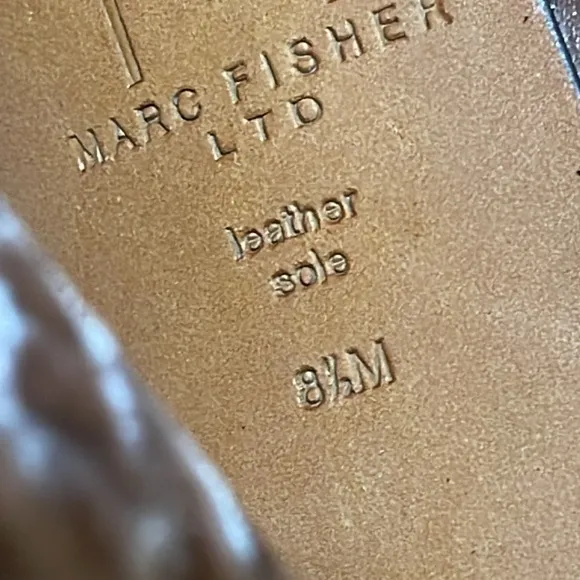 MARC FISHER
LTD
leather
sole
8½M